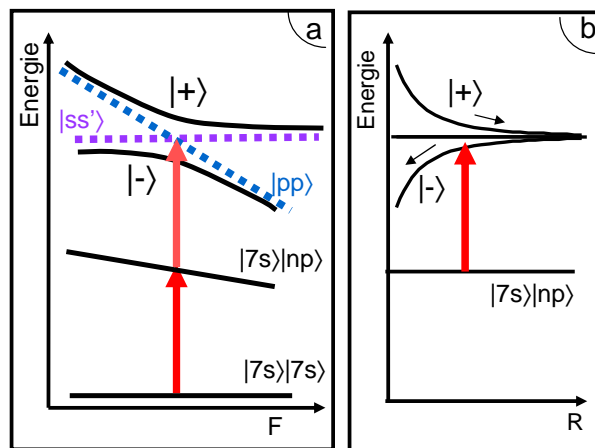 a
Energie
|+⟩
|ss'⟩
|-⟩
|pp⟩
|7s⟩|np⟩
|7s⟩|7s⟩
F
b
Energie
|+⟩
|-⟩
|7s⟩|np⟩
R